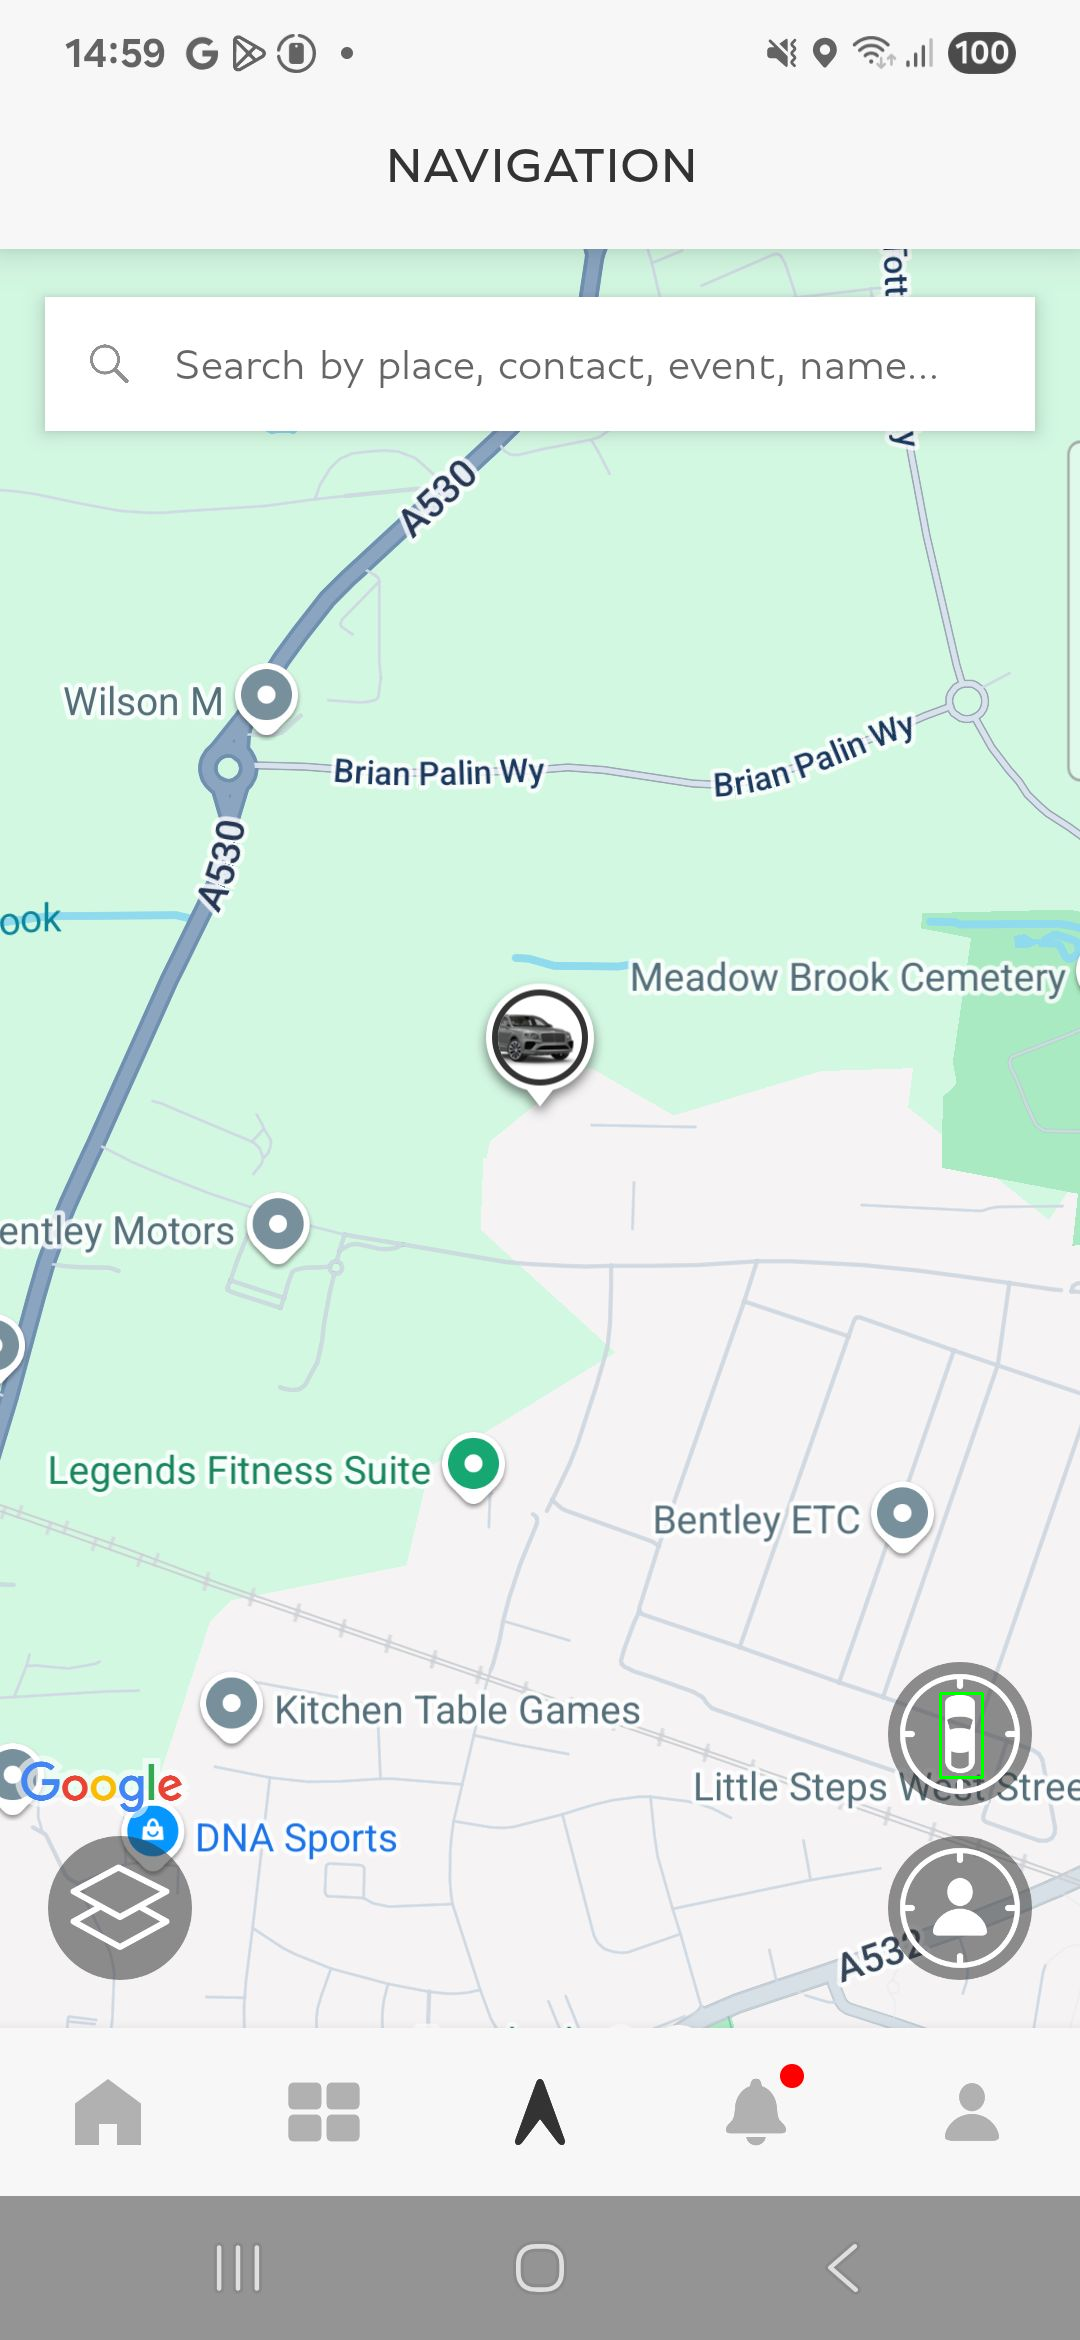 14:59
100
NAVIGATION
Tott
Search by place, contact, event, name...
y
A530
Wilson M
Brian Palin Wy
Brian Palin Wy
A530
ook
Meadow Brook Cemetery
entley Motors
Legends Fitness Suite
Bentley ETC
Kitchen Table Games
Google
Little Steps West Stree
DNA Sports
A532